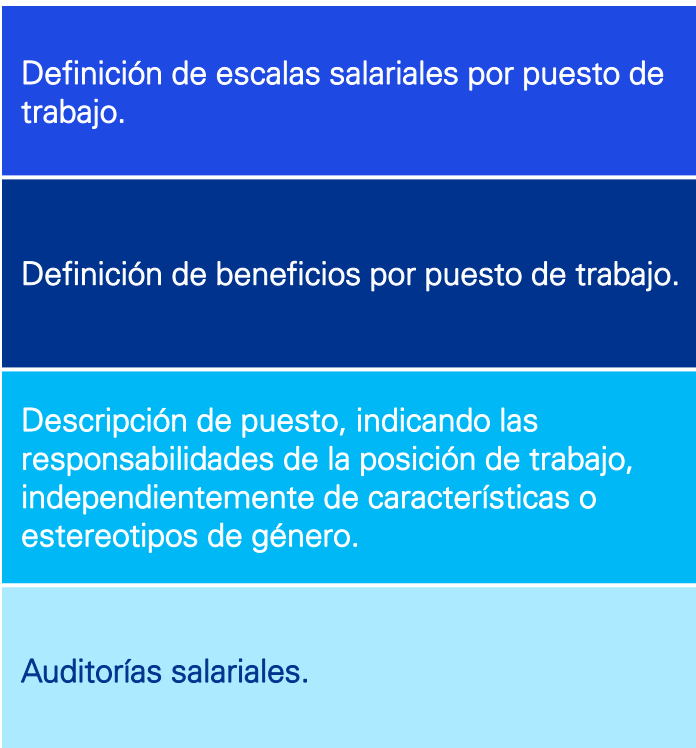 Definición de escalas salariales por puesto de
trabajo.
Definición de beneficios por puesto de trabajo.
Descripción de puesto, indicando las
responsabilidades de la posición de trabajo,
independientemente de características o
estereotipos de género.
Auditorías salariales.